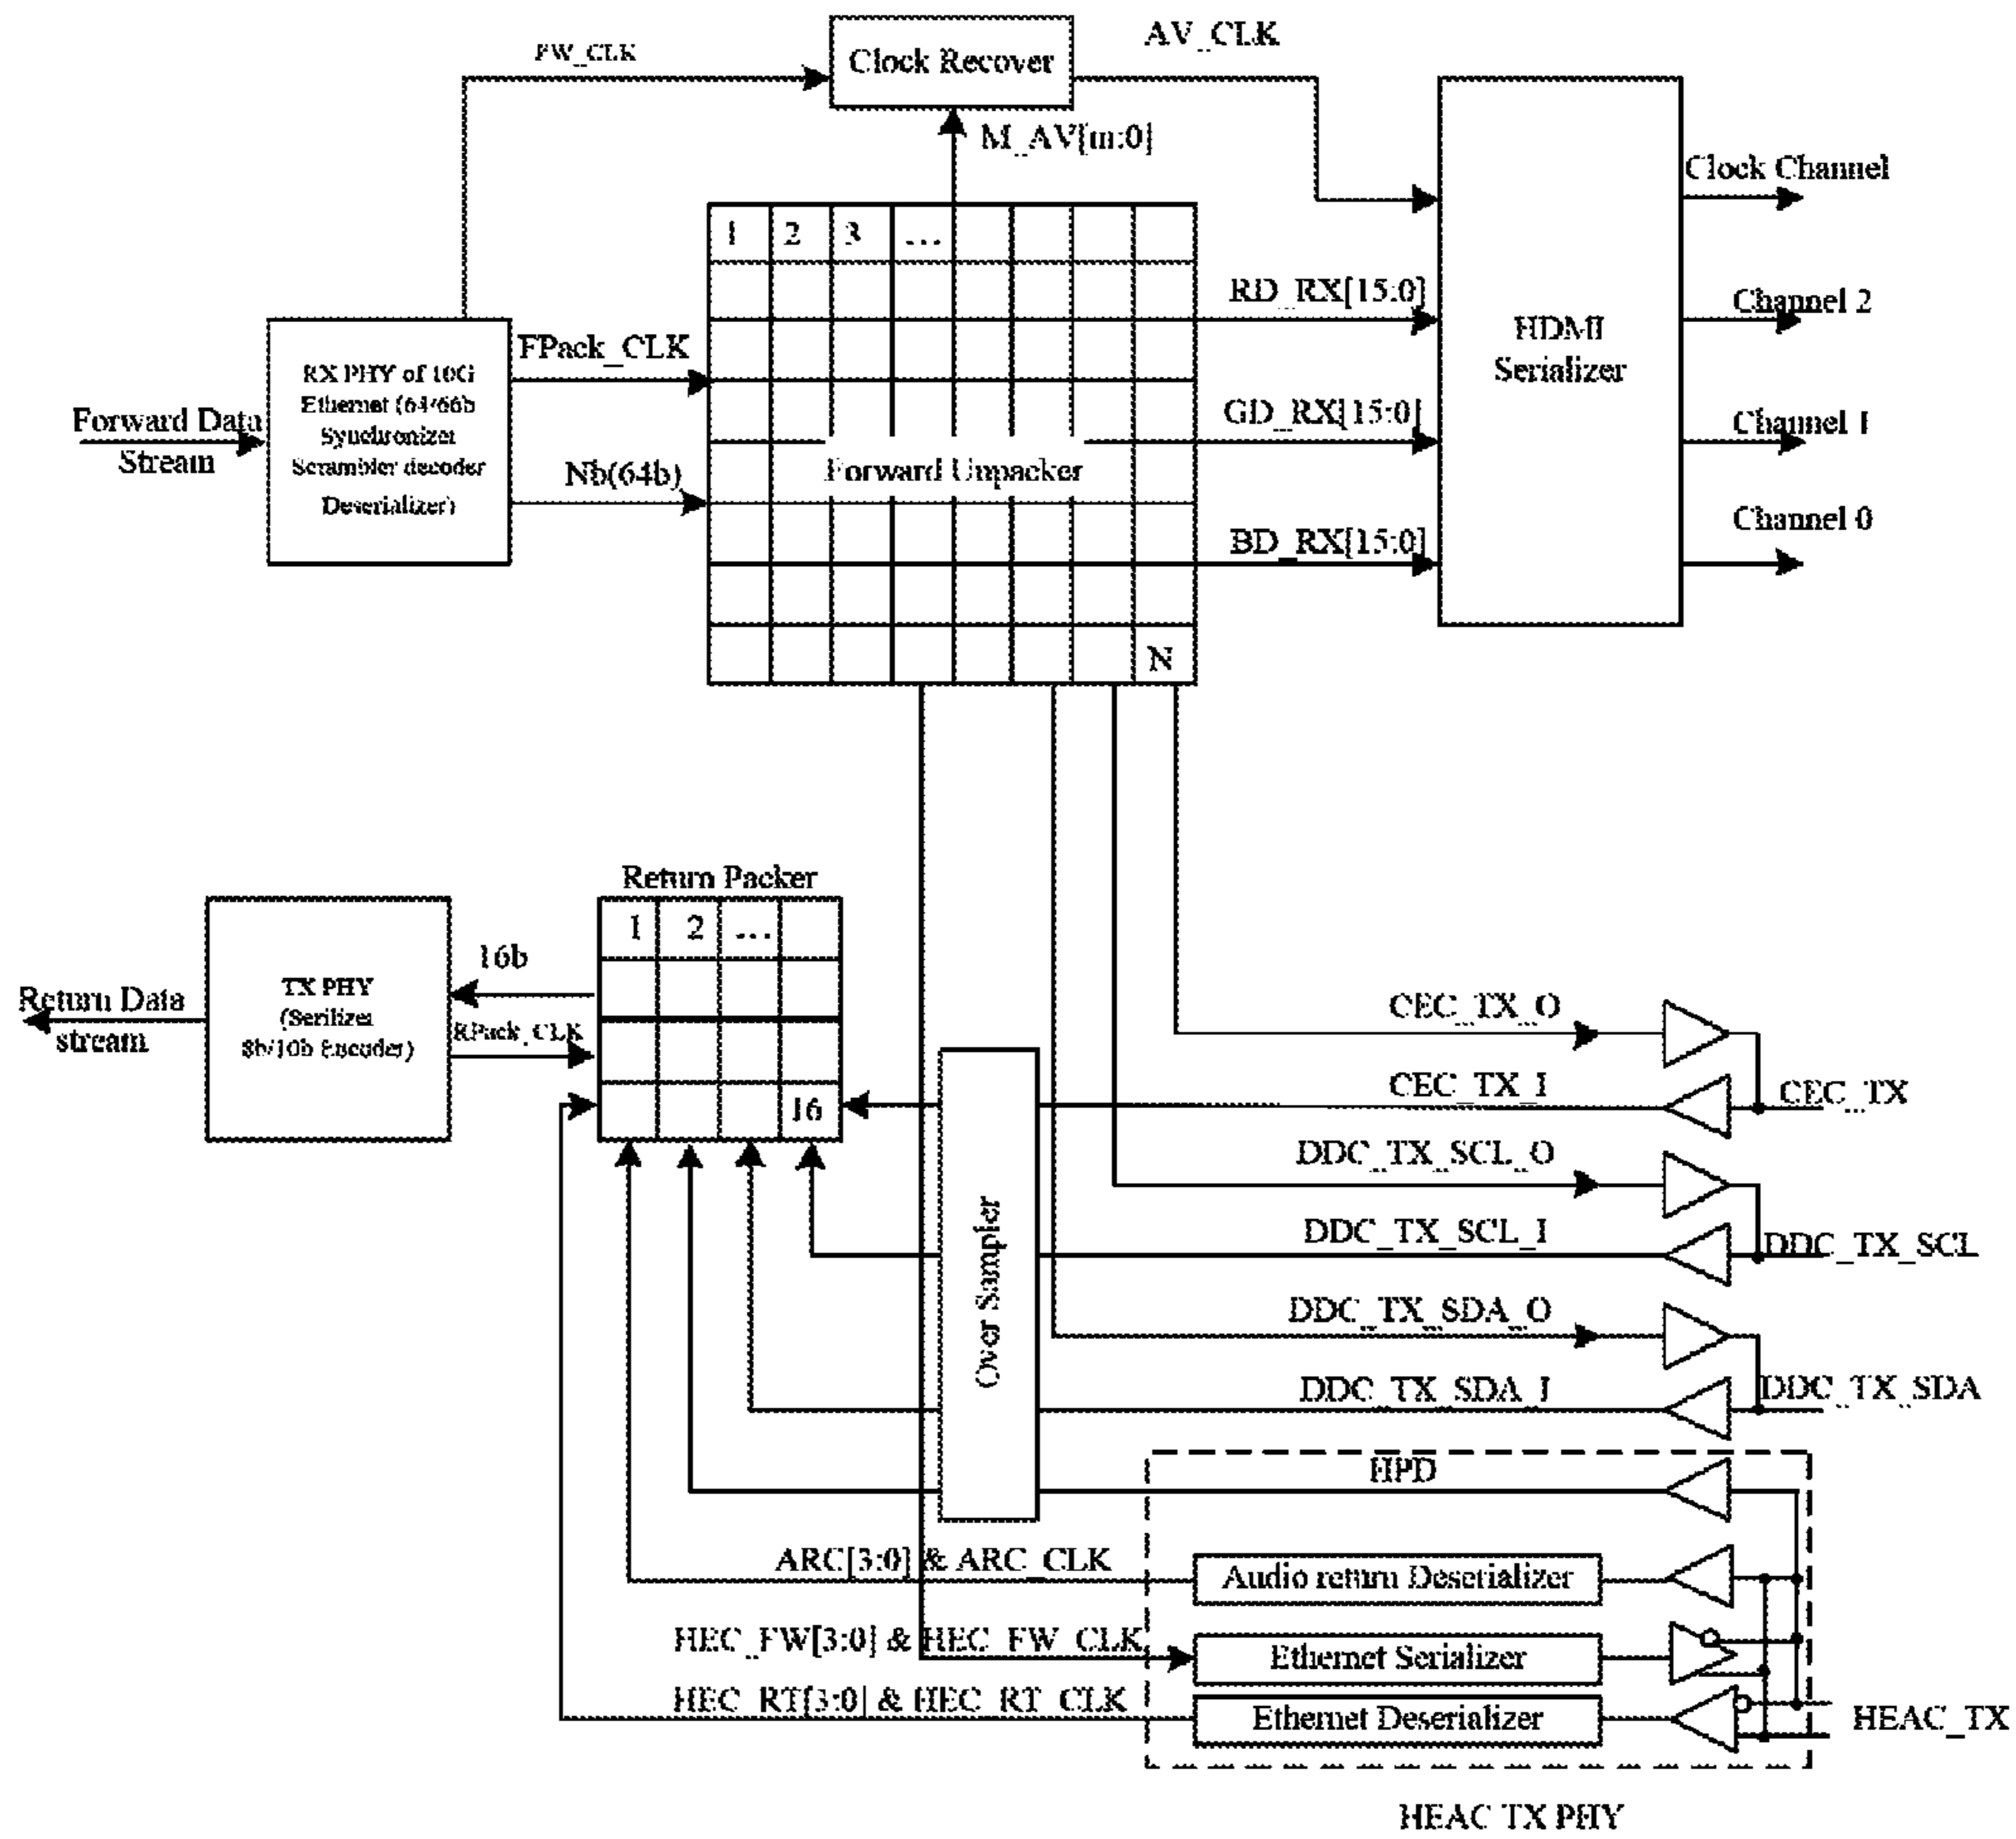 FW_CLK
Clock Recover
AV_CLK
M_AV[m:0]
Clock Channel
1 2 3 ...
RD_RX[15:0]
Channel 2
HDMI
Serializer
FPack_CLK
RX PHY of 10G
Ethernet (64/66b
Synchronizer
Scrambler decoder
Deserializer)
Forward Data
Stream
GD_RX[15:0]
Channel 1
Nb(64b)
Forward Unpacker
BD_RX[15:0]
Channel 0
N
Return Packer
1 2 ...
16b
TX PHY
(Serilizer
8b/10b Encoder)
Return Data
stream
RPack_CLK
16
CEC_TX_O
CEC_TX_I
CEC_TX
DDC_TX_SCL_O
Over Sampler
DDC_TX_SCL_I
DDC_TX_SCL
DDC_TX_SDA_O
DDC_TX_SDA_I
DDC_TX_SDA
HPD
ARC[3:0] & ARC_CLK
Audio return Deserializer
HEC_FW[3:0] & HEC_FW_CLK
Ethernet Serializer
HEC_RT[3:0] & HEC_RT_CLK
Ethernet Deserializer
HEAC_TX
HEAC TX PHY